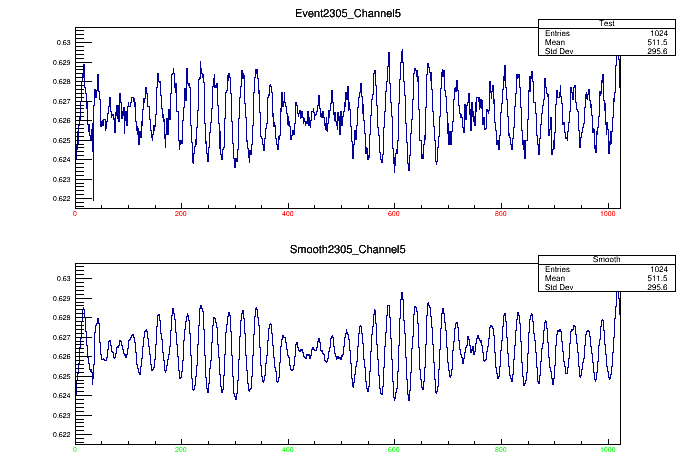 Event2305_Channel5
Test
Entries 1024
Mean 511.5
Std Dev 295.6
0.63
0.629
0.628
0.627
0.626
0.625
0.624
0.623
0.622
0 200 400 600 800 1000
Smooth2305_Channel5
Smooth
Entries 1024
Mean 511.5
Std Dev 295.6
0.63
0.629
0.628
0.627
0.626
0.625
0.624
0.623
0.622
0 200 400 600 800 1000